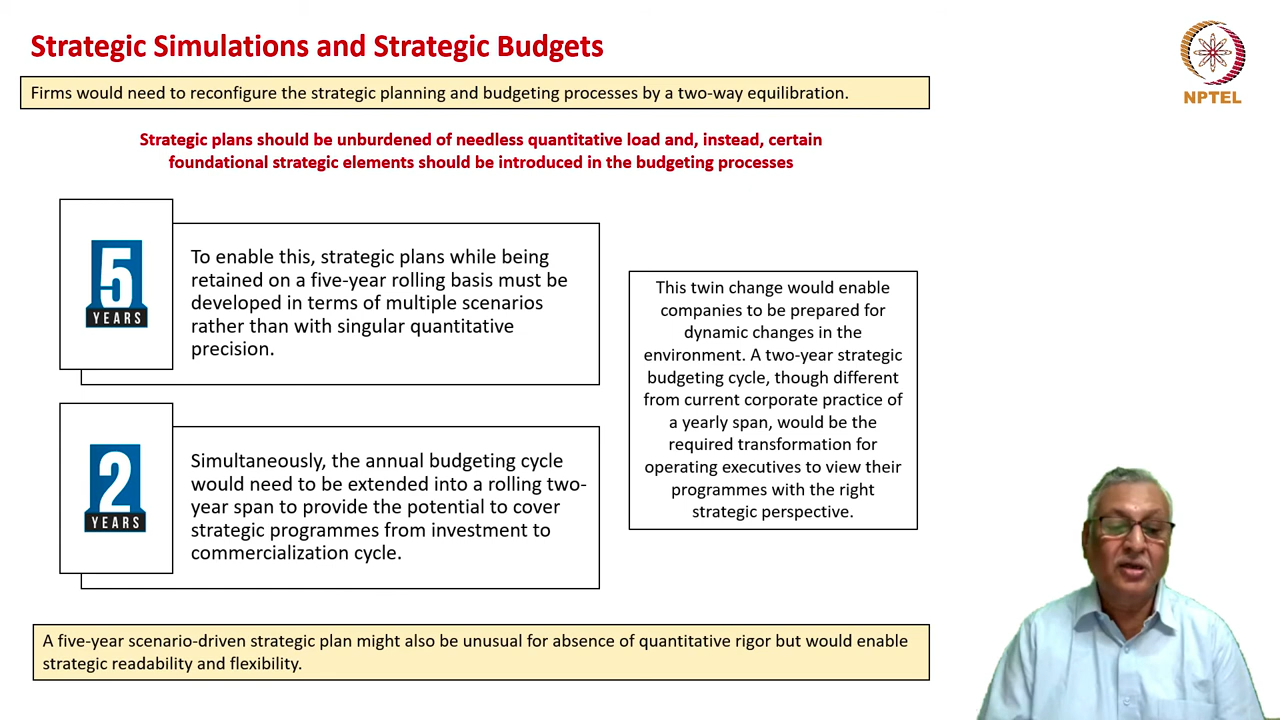 Strategic Simulations and Strategic Budgets
NPTEL
Firms would need to reconfigure the strategic planning and budgeting processes by a two-way equilibration.
Strategic plans should be unburdened of needless quantitative load and, instead, certain
foundational strategic elements should be introduced in the budgeting processes
5
YEARS
To enable this, strategic plans while being
retained on a five-year rolling basis must be
developed in terms of multiple scenarios
rather than with singular quantitative
precision.
2
YEARS
Simultaneously, the annual budgeting cycle
would need to be extended into a rolling two-
year span to provide the potential to cover
strategic programmes from investment to
commercialization cycle.
This twin change would enable
companies to be prepared for
dynamic changes in the
environment. A two-year strategic
budgeting cycle, though different
from current corporate practice of
a yearly span, would be the
required transformation for
operating executives to view their
programmes with the right
strategic perspective.
A five-year scenario-driven strategic plan might also be unusual for absence of quantitative rigor but would enable
strategic readability and flexibility.